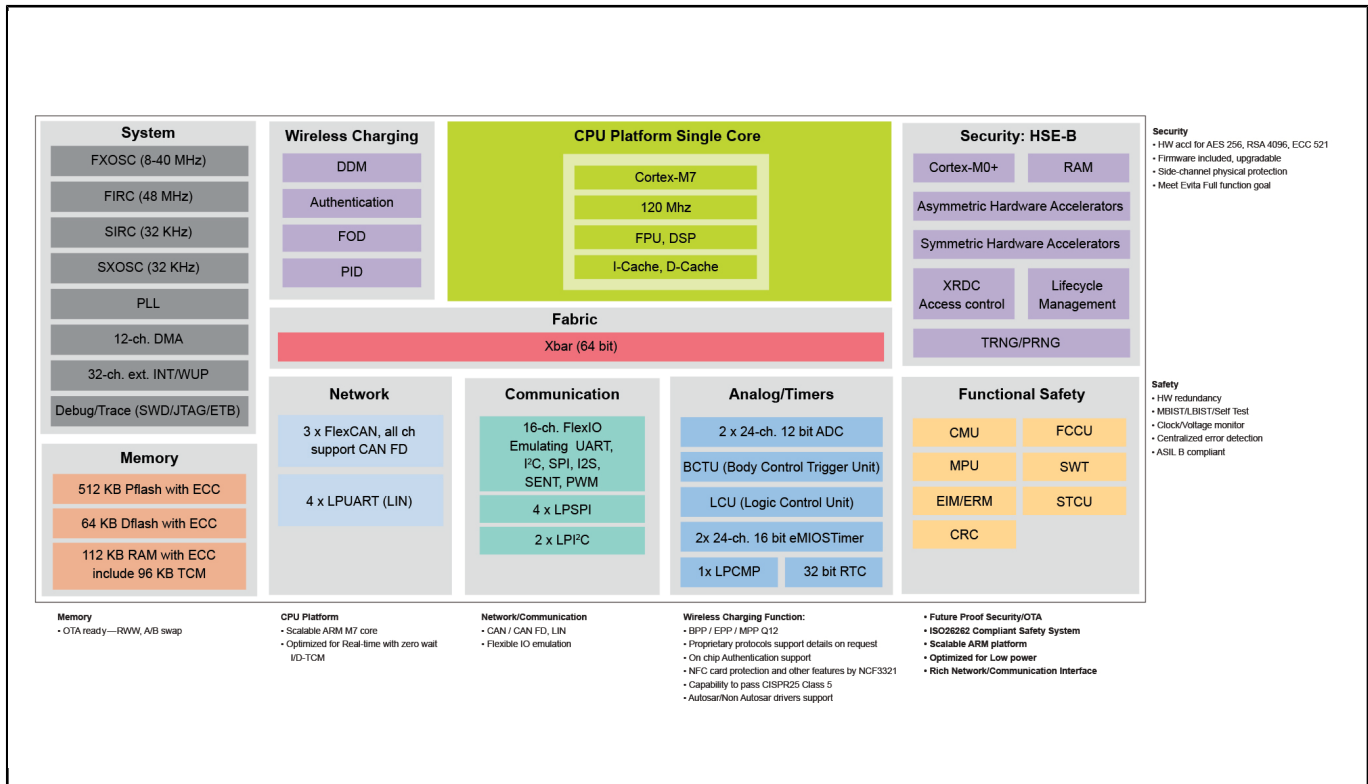 System
FXOSC (8-40 MHz)
FIRC (48 MHz)
SIRC (32 KHz)
SXOSC (32 KHz)
PLL
12-ch. DMA
32-ch. ext. INT/WUP
Debug/Trace (SWD/JTAG/ETB)
Memory
512 KB Pflash with ECC
64 KB Dflash with ECC
112 KB RAM with ECC
include 96 KB TCM
Wireless Charging
DDM
Authentication
FOD
PID
CPU Platform Single Core
Cortex-M7
120 Mhz
FPU, DSP
I-Cache, D-Cache
Fabric
Xbar (64 bit)
Network
3 x FlexCAN, all ch
support CAN FD
4 x LPUART (LIN)
Communication
16-ch. FlexIO
Emulating UART,
I²C, SPI, I2S,
SENT, PWM
4 x LPSPI
2 x LPI²C
Analog/Timers
2 x 24-ch. 12 bit ADC
BCTU (Body Control Trigger Unit)
LCU (Logic Control Unit)
2x 24-ch. 16 bit eMIOSTimer
1x LPCMP
32 bit RTC
Security: HSE-B
Cortex-M0+
RAM
Asymmetric Hardware Accelerators
Symmetric Hardware Accelerators
XRDC
Access control
Lifecycle
Management
TRNG/PRNG
Functional Safety
CMU
FCCU
MPU
SWT
EIM/ERM
STCU
CRC
Security
• HW accl for AES 256, RSA 4096, ECC 521
• Firmware included, upgradable
• Side-channel physical protection
• Meet Evita Full function goal
Safety
• HW redundancy
• MBIST/LBIST/Self Test
• Clock/Voltage monitor
• Centralized error detection
• ASIL B compliant
Memory
• OTA ready—RWW, A/B swap
CPU Platform
• Scalable ARM M7 core
• Optimized for Real-time with zero wait
I/D-TCM
Network/Communication
• CAN / CAN FD, LIN
• Flexible IO emulation
Wireless Charging Function:
• BPP / EPP / MPP Q12
• Proprietary protocols support details on request
• On chip Authentication support
• NFC card protection and other features by NCF3321
• Capability to pass CISPR25 Class 5
• Autosar/Non Autosar drivers support
• Future Proof Security/OTA
• ISO26262 Compliant Safety System
• Scalable ARM platform
• Optimized for Low power
• Rich Network/Communication Interface